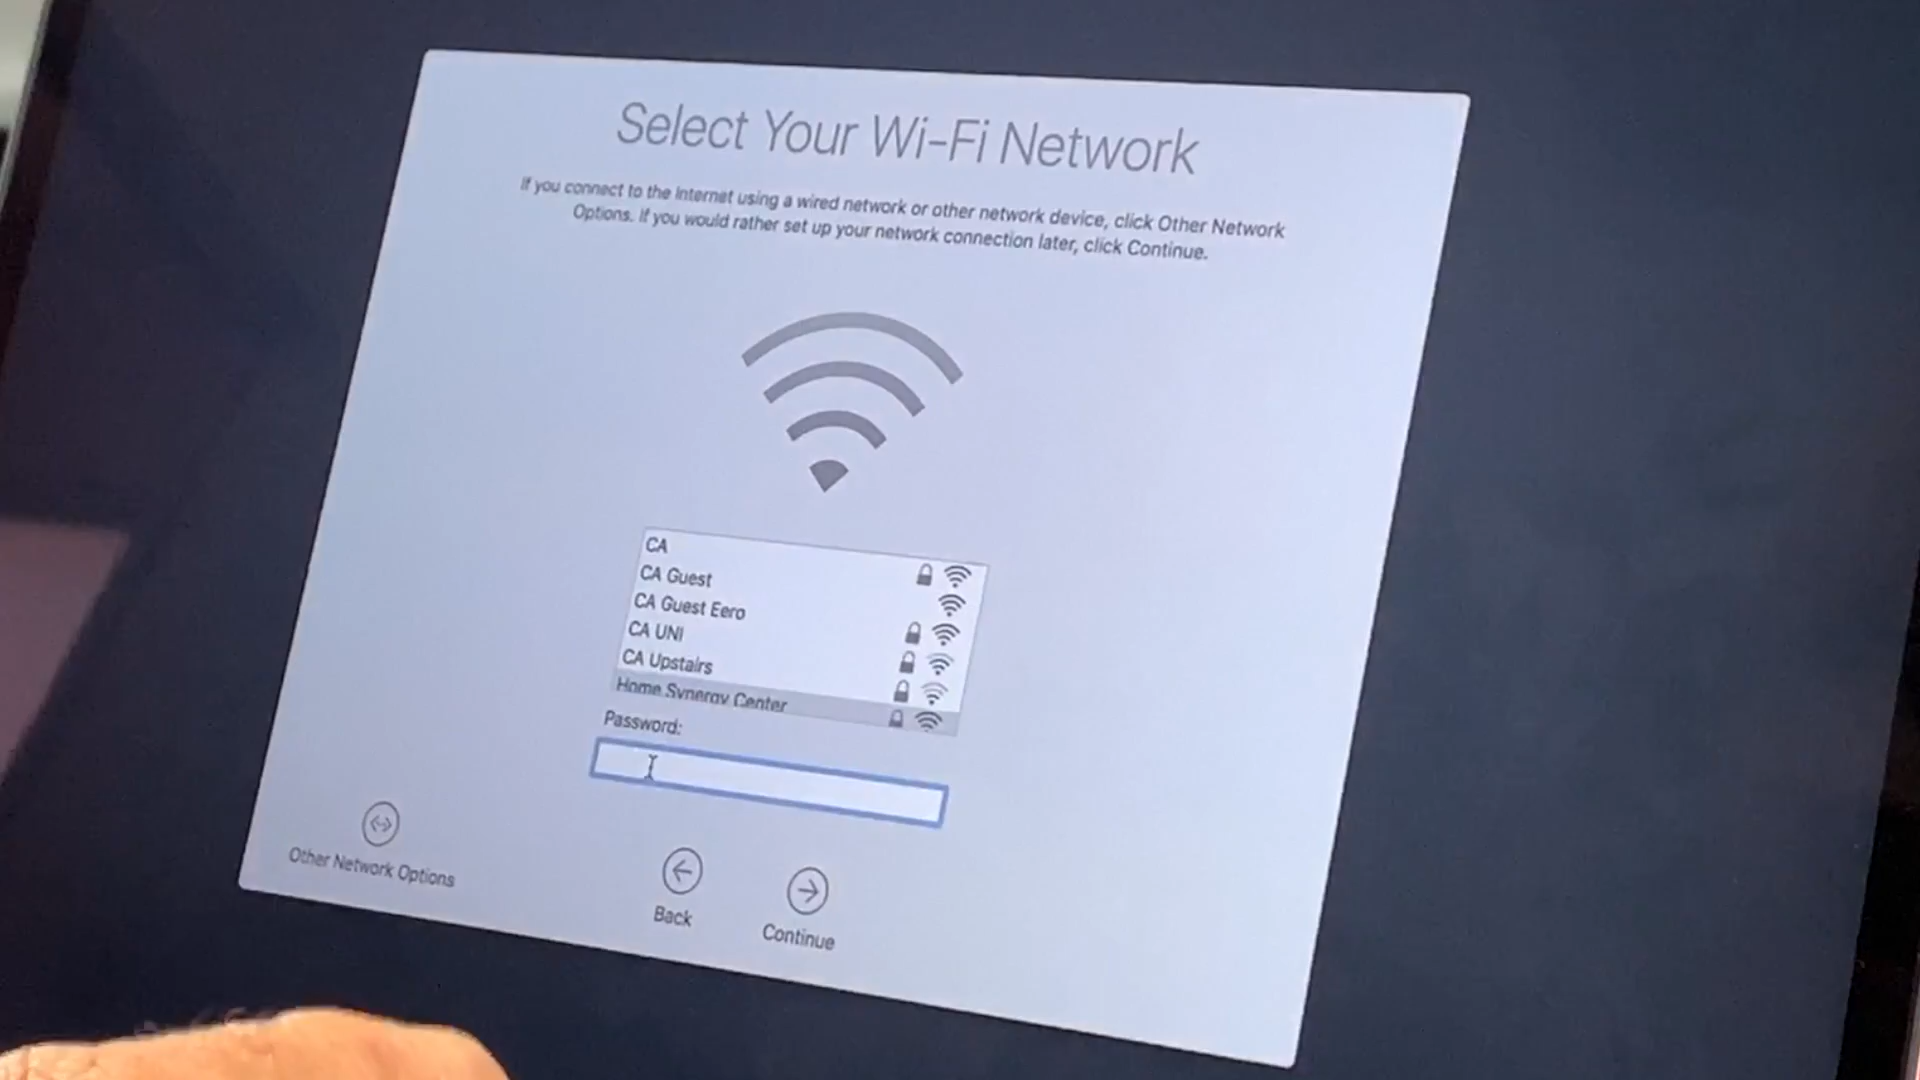 Select Your Wi-Fi Network
If you connect to the Internet using a wired network or other network device, click Other Network
Options. If you would rather set up your network connection later, click Continue.
CA
CA Guest
CA Guest Eero
CA UNI
CA Upstairs
Home Synergy Center
Password:
Other Network Options
Back
Continue